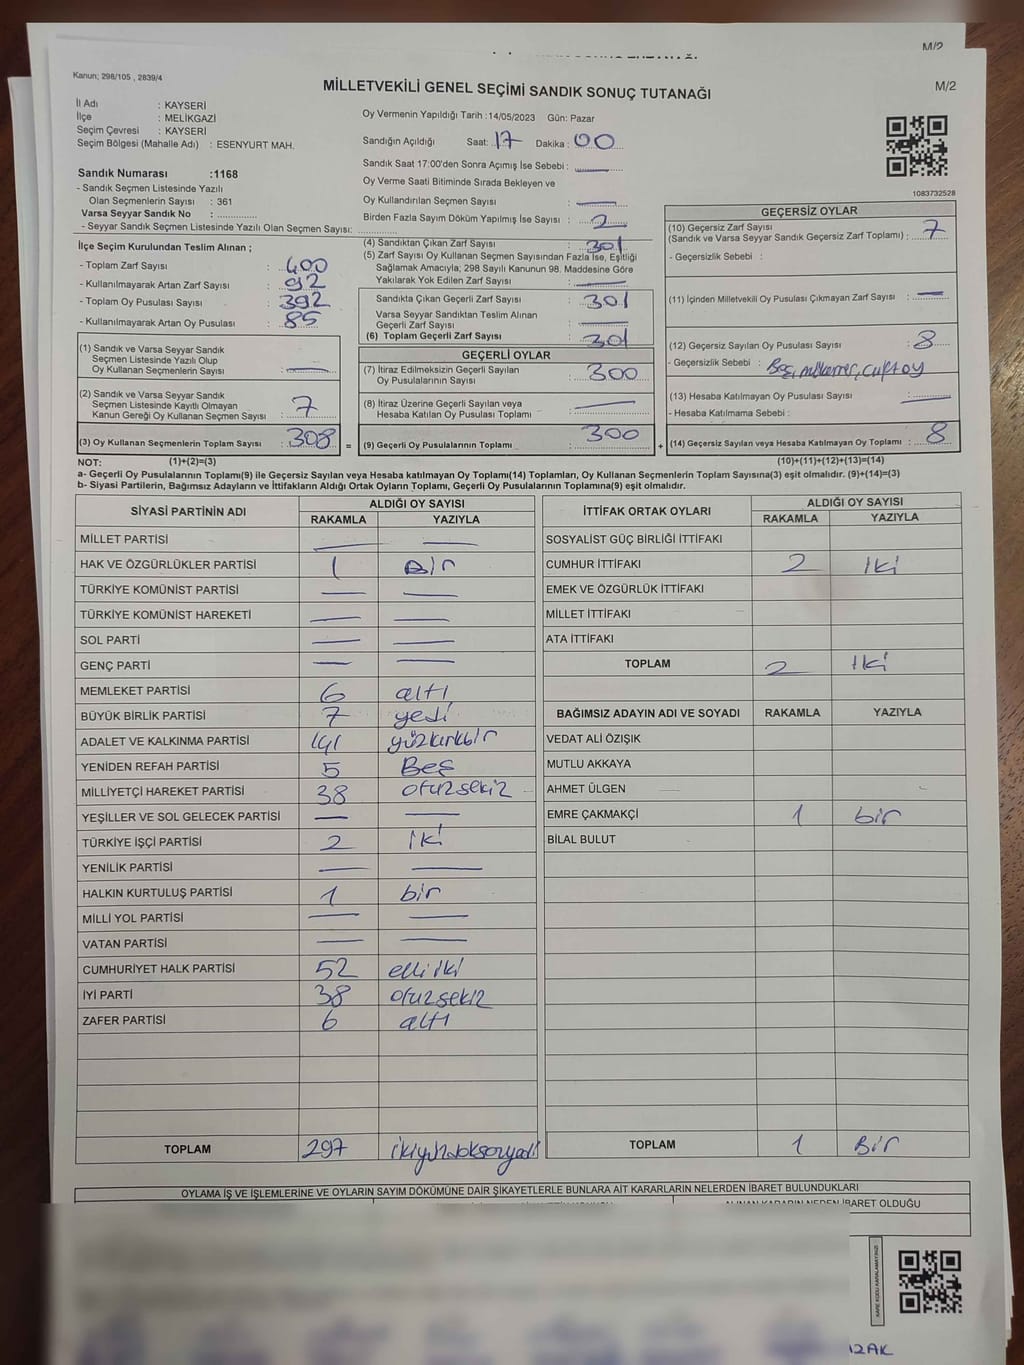 M/2
Kanun; 298/105 , 2839/4
MİLLETVEKİLİ GENEL SEÇİMİ SANDIK SONUÇ TUTANAĞI
M/2
İl Adı : KAYSERİ
İlçe : MELİKGAZİ
Seçim Çevresi : KAYSERİ
Seçim Bölgesi (Mahalle Adı) : ESENYURT MAH.
Sandık Numarası :1168
- Sandık Seçmen Listesinde Yazılı
Olan Seçmenlerin Sayısı : 361
Varsa Seyyar Sandık No :
- Seyyar Sandık Seçmen Listesinde Yazılı Olan Seçmen Sayısı:
Oy Vermenin Yapıldığı Tarih :14/05/2023 Gün: Pazar
Sandığın Açıldığı Saat: 17 Dakika : 00
Sandık Saat 17:00'den Sonra Açımış İse Sebebi : —
Oy Verme Saati Bitiminde Sırada Bekleyen ve
Oy Kullandırılan Seçmen Sayısı : —
Birden Fazla Sayım Döküm Yapılmış İse Sayısı : 2
1083732528
İlçe Seçim Kurulundan Teslim Alınan ;
- Toplam Zarf Sayısı : 400
- Kullanılmayarak Artan Zarf Sayısı : 92
- Toplam Oy Pusulası Sayısı : 392
- Kullanılmayarak Artan Oy Pusulası : 85
(1) Sandık ve Varsa Seyyar Sandık
Seçmen Listesinde Yazılı Olup
Oy Kullanan Seçmenlerin Sayısı : —
(2) Sandık ve Varsa Seyyar Sandık
Seçmen Listesinde Kayıtlı Olmayan
Kanun Gereği Oy Kullanan Seçmen Sayısı : 7
(3) Oy Kullanan Seçmenlerin Toplam Sayısı : 308 =
(4) Sandıktan Çıkan Zarf Sayısı : 301
(5) Zarf Sayısı Oy Kullanan Seçmen Sayısından Fazla İse, Eşitliği
Sağlamak Amacıyla; 298 Sayılı Kanunun 98. Maddesine Göre
Yakılarak Yok Edilen Zarf Sayısı : —
Sandıkta Çıkan Geçerli Zarf Sayısı : 301
Varsa Seyyar Sandıktan Teslim Alınan
Geçerli Zarf Sayısı : —
(6) Toplam Geçerli Zarf Sayısı : 301
GEÇERLİ OYLAR
(7) İtiraz Edilmeksizin Geçerli Sayılan
Oy Pusulalarının Sayısı : 300
(8) İtiraz Üzerine Geçerli Sayılan veya
Hesaba Katılan Oy Pusulası Toplamı : —
(9) Geçerli Oy Pusulalarının Toplamı : 300 +
GEÇERSİZ OYLAR
(10) Geçersiz Zarf Sayısı
(Sandık ve Varsa Seyyar Sandık Geçersiz Zarf Toplamı) : 7
- Geçersizlik Sebebi :
(11) İçinden Milletvekili Oy Pusulası Çıkmayan Zarf Sayısı : —
(12) Geçersiz Sayılan Oy Pusulası Sayısı : 8
- Geçersizlik Sebebi :
(13) Hesaba Katılmayan Oy Pusulası Sayısı : —
- Hesaba Katılmama Sebebi :
(14) Geçersiz Sayılan veya Hesaba Katılmayan Oy Toplamı : 8
NOT: (1)+(2)=(3)
(10)+(11)+(12)+(13)=(14)
a- Geçerli Oy Pusulalarının Toplamı(9) ile Geçersiz Sayılan veya Hesaba katılmayan Oy Toplamı(14) Toplamları, Oy Kullanan Seçmenlerin Toplam Sayısına(3) eşit olmalıdır. (9)+(14)=(3)
b- Siyasi Partilerin, Bağımsız Adayların ve İttifakların Aldığı Ortak Oyların Toplamı, Geçerli Oy Pusulalarının Toplamına(9) eşit olmalıdır.
SİYASİ PARTİNİN ADI
ALDIĞI OY SAYISI
RAKAMLA YAZIYLA
MİLLET PARTİSİ — —
HAK VE ÖZGÜRLÜKLER PARTİSİ 1 Bir
TÜRKİYE KOMÜNİST PARTİSİ — —
TÜRKİYE KOMÜNİST HAREKETİ — —
SOL PARTİ — —
GENÇ PARTİ — —
MEMLEKET PARTİSİ 6 altı
BÜYÜK BİRLİK PARTİSİ 7 yedi
ADALET VE KALKINMA PARTİSİ 141 yüzkırkbir
YENİDEN REFAH PARTİSİ 5 Beş
MİLLİYETÇİ HAREKET PARTİSİ 38 otuzsekiz
YEŞİLLER VE SOL GELECEK PARTİSİ — —
TÜRKİYE İŞÇİ PARTİSİ 2 iki
YENİLİK PARTİSİ — —
HALKIN KURTULUŞ PARTİSİ 1 bir
MİLLİ YOL PARTİSİ — —
VATAN PARTİSİ — —
CUMHURİYET HALK PARTİSİ 52 elli iki
İYİ PARTİ 38 otuzsekiz
ZAFER PARTİSİ 6 altı
TOPLAM 297 ikiyüzdoksanyedi
İTTİFAK ORTAK OYLARI
ALDIĞI OY SAYISI
RAKAMLA YAZIYLA
SOSYALİST GÜÇ BİRLİĞİ İTTİFAKI
CUMHUR İTTİFAKI 2 iki
EMEK VE ÖZGÜRLÜK İTTİFAKI
MİLLET İTTİFAKI
ATA İTTİFAKI
TOPLAM 2 iki
BAĞIMSIZ ADAYIN ADI VE SOYADI RAKAMLA YAZIYLA
VEDAT ALİ ÖZIŞIK
MUTLU AKKAYA
AHMET ÜLGEN
EMRE ÇAKMAKÇİ 1 bir
BİLAL BULUT
TOPLAM 1 Bir
OYLAMA İŞ VE İŞLEMLERİNE VE OYLARIN SAYIM DÖKÜMÜNE DAİR ŞİKAYETLERLE BUNLARA AİT KARARLARIN NELERDEN İBARET BULUNDUKLARI
ALINAN KARARIN NEDEN İBARET OLDUĞU
KARE KODU KARALAMAYINIZ!